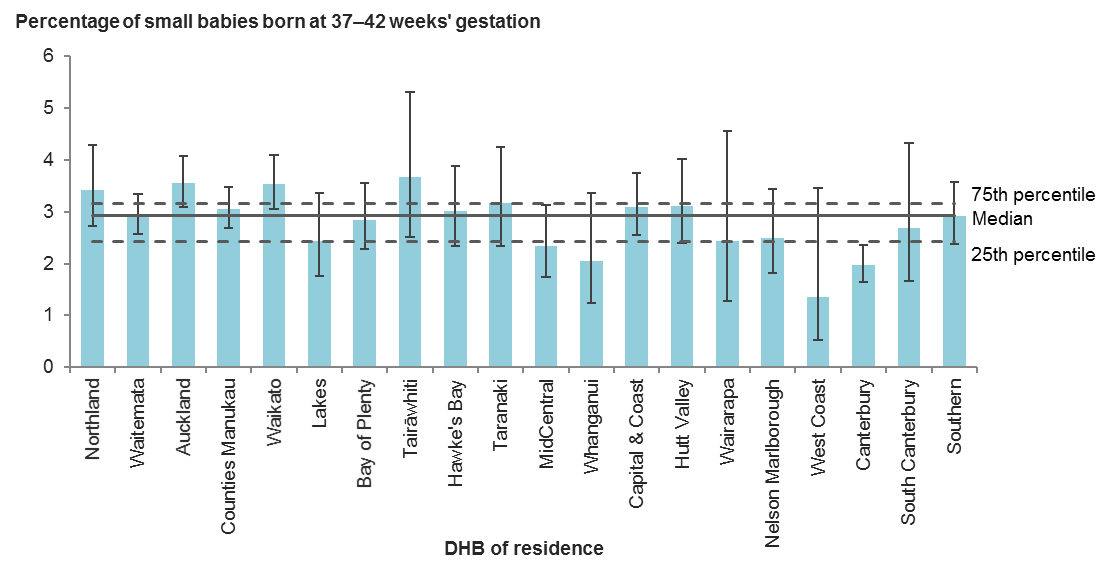 Percentage of small babies born at 37–42 weeks' gestation
6
5
4
3
2
1
0
75th percentile
Median
25th percentile
Northland
Waitemata
Auckland
Counties Manukau
Waikato
Lakes
Bay of Plenty
Tairāwhiti
Hawke's Bay
Taranaki
MidCentral
Whanganui
Capital & Coast
Hutt Valley
Wairarapa
Nelson Marlborough
West Coast
Canterbury
South Canterbury
Southern
DHB of residence